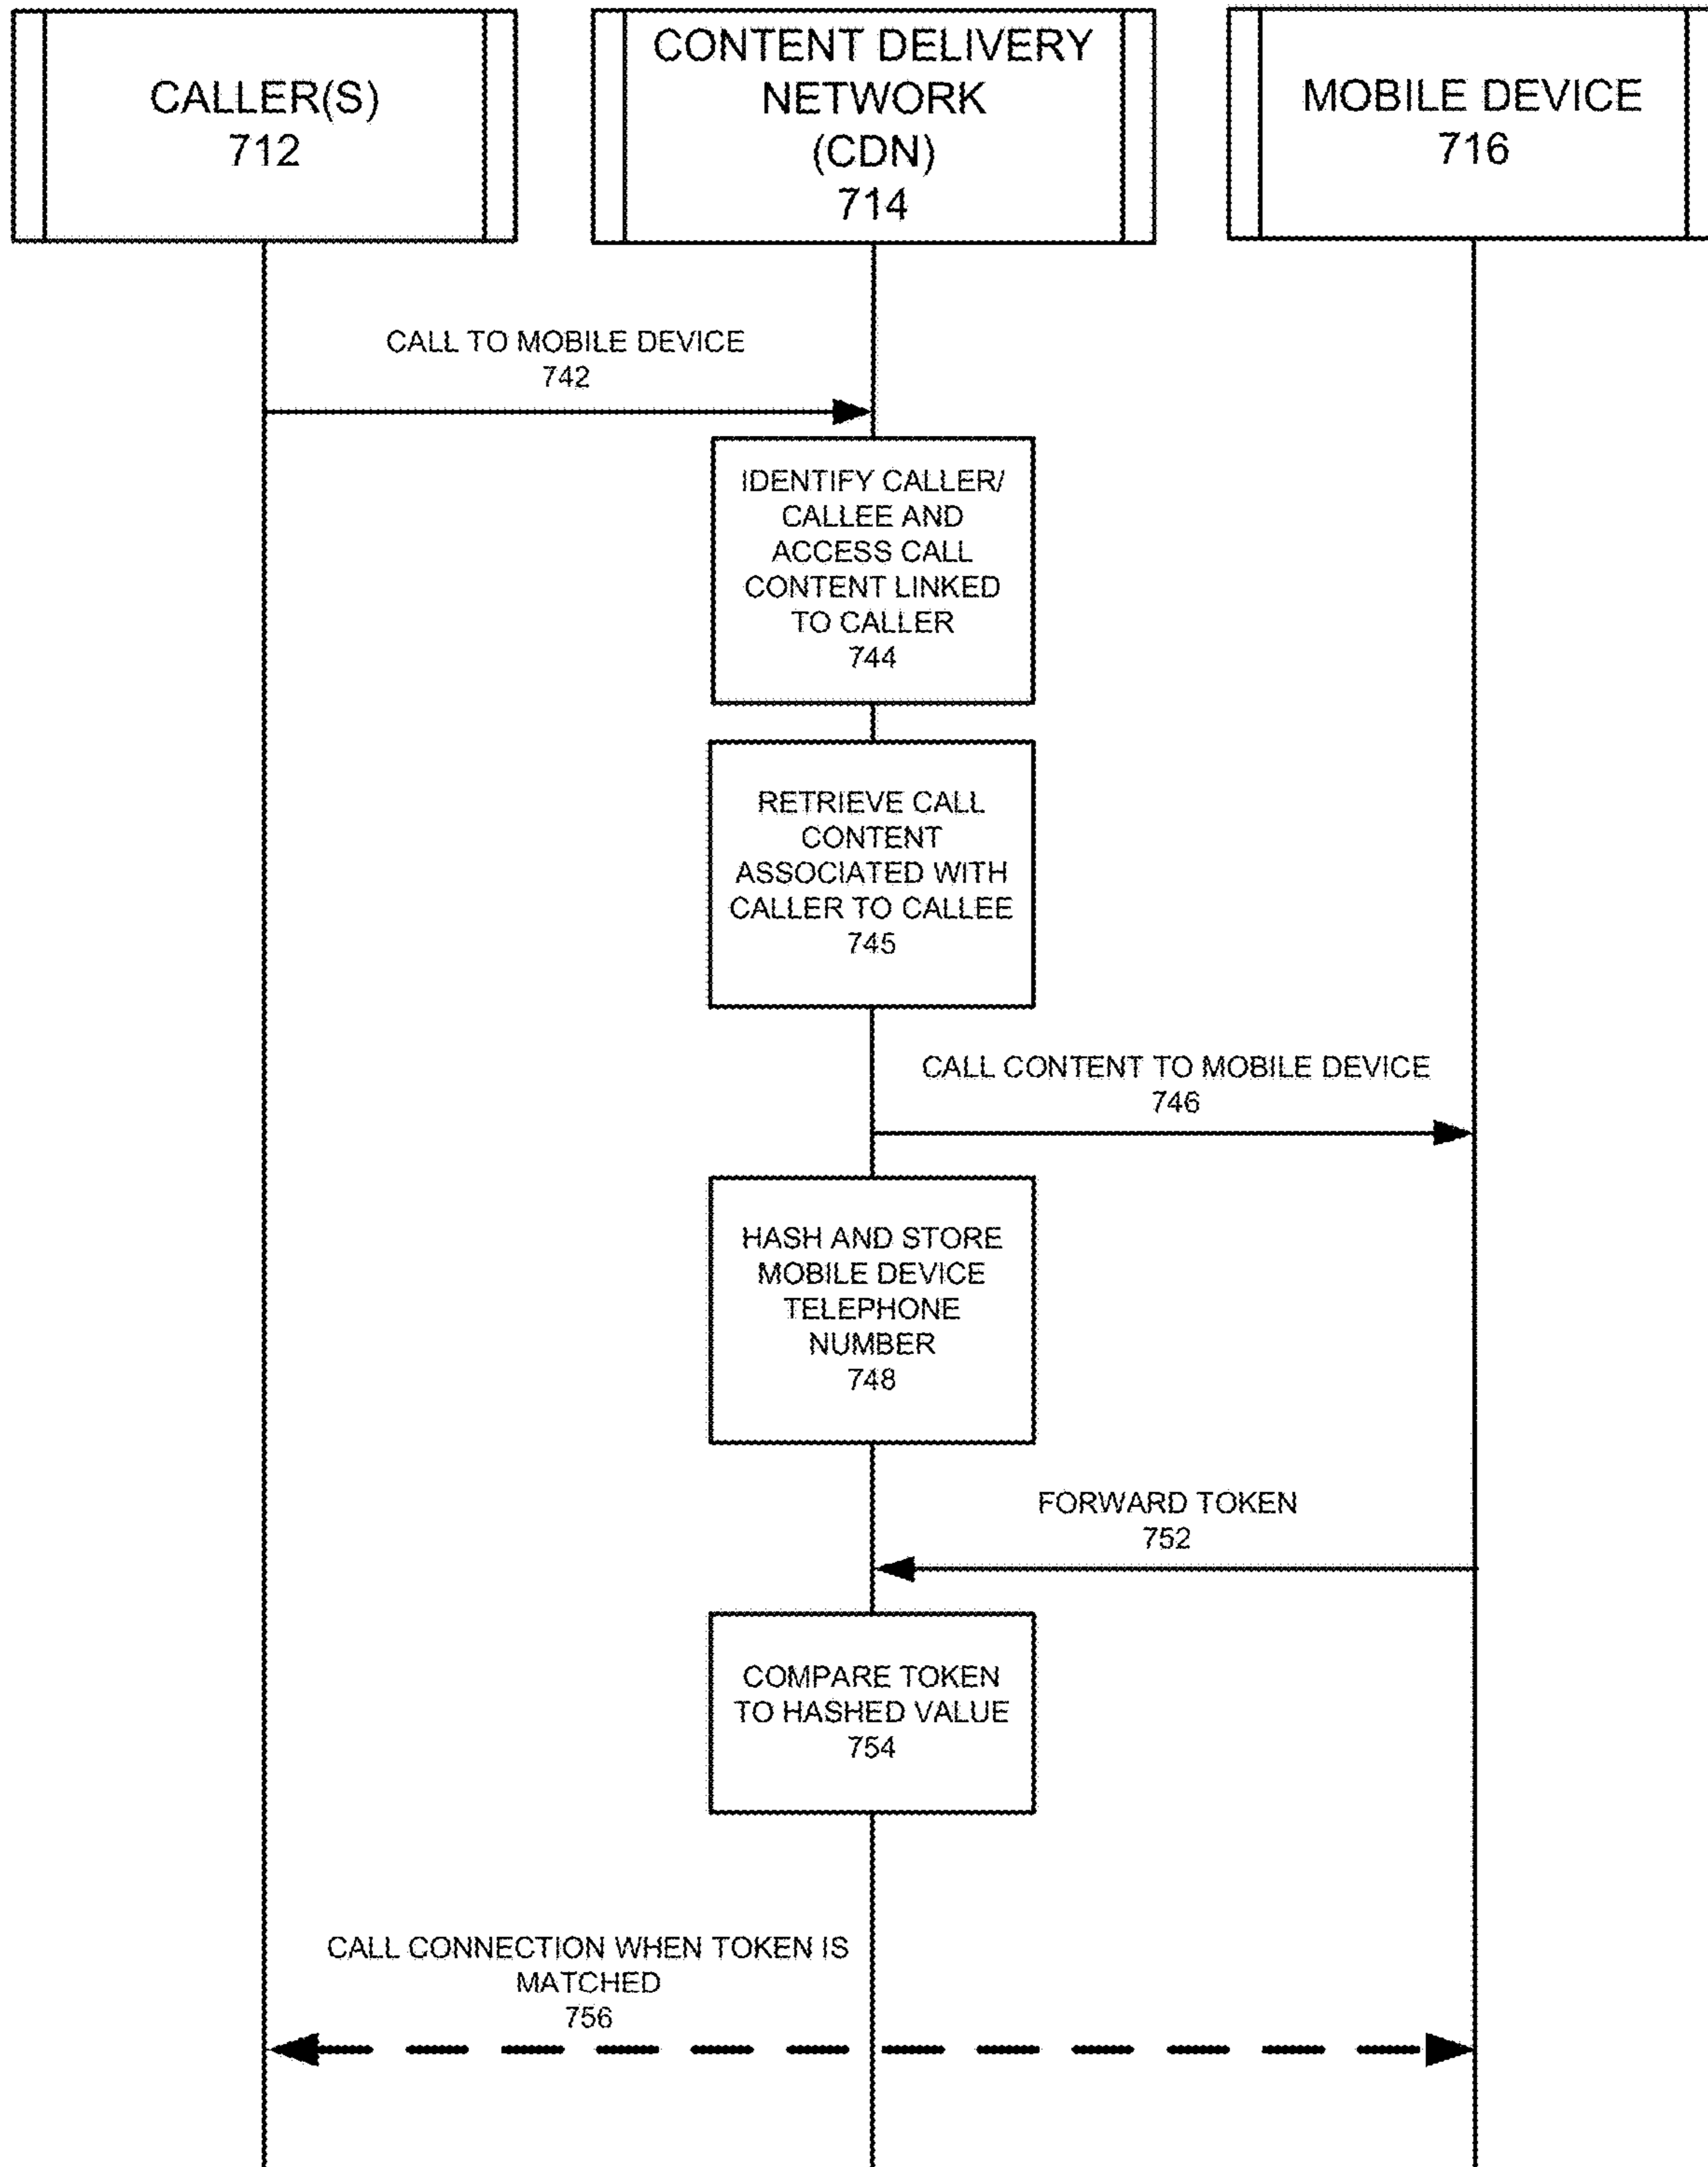 CALLER(S)
712
CONTENT DELIVERY
NETWORK
(CDN)
714
MOBILE DEVICE
716
CALL TO MOBILE DEVICE
742
IDENTIFY CALLER/
CALLEE AND
ACCESS CALL
CONTENT LINKED
TO CALLER
744
RETRIEVE CALL
CONTENT
ASSOCIATED WITH
CALLER TO CALLEE
745
CALL CONTENT TO MOBILE DEVICE
746
HASH AND STORE
MOBILE DEVICE
TELEPHONE
NUMBER
748
FORWARD TOKEN
752
COMPARE TOKEN
TO HASHED VALUE
754
CALL CONNECTION WHEN TOKEN IS
MATCHED
756